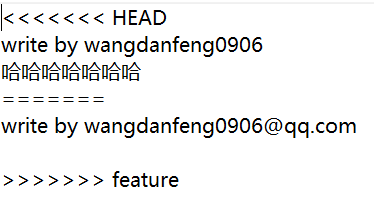 <<<<<<< HEAD
write by wangdanfeng0906
哈哈哈哈哈哈哈
=======
write by wangdanfeng0906@qq.com
>>>>>>> feature